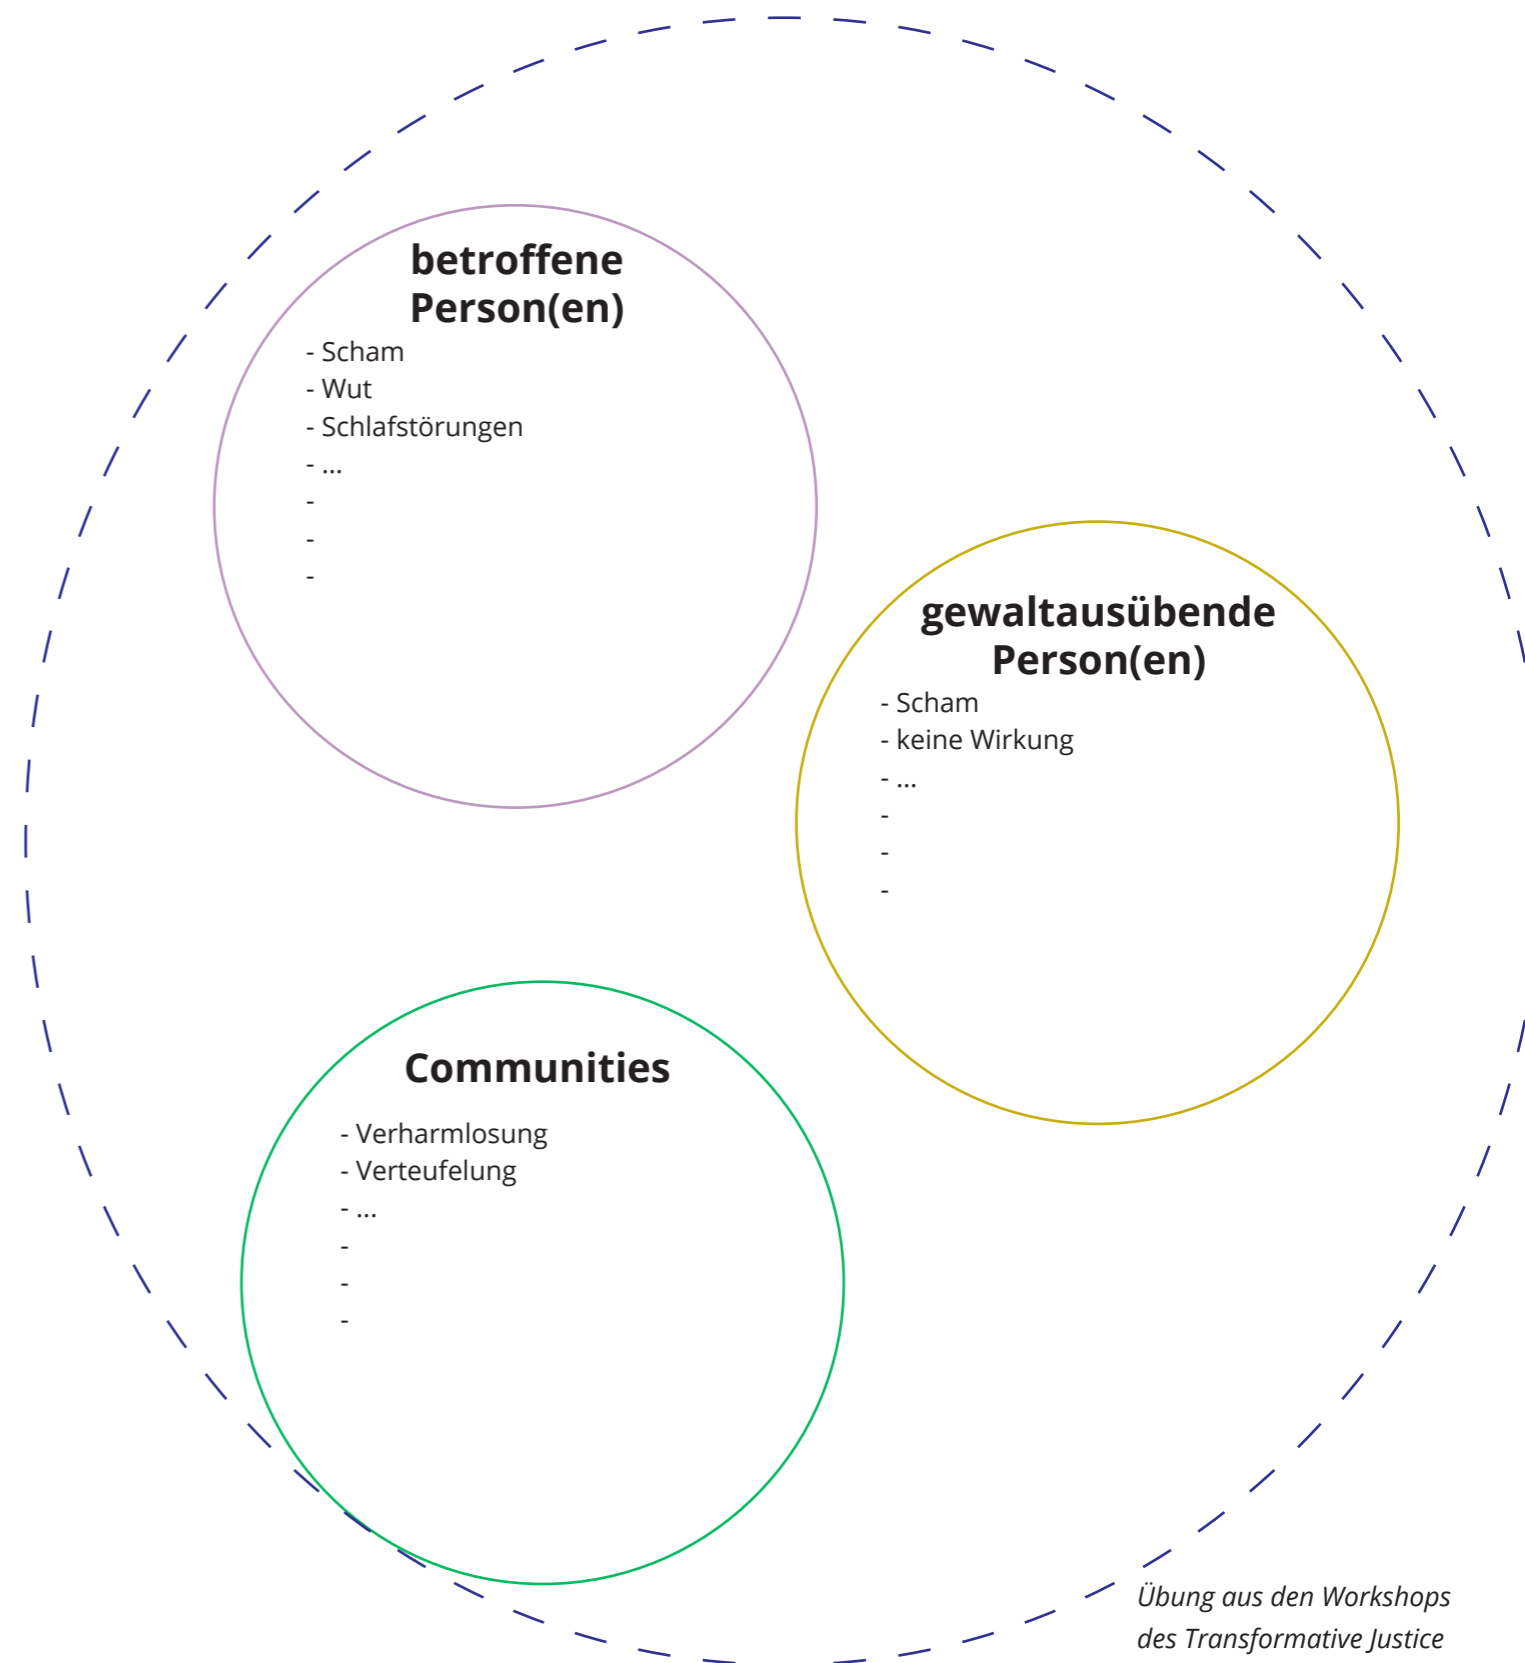 betroffene
Person(en)
- Scham
- Wut
- Schlafstörungen
- ...
-
-
-
gewaltausübende
Person(en)
- Scham
- keine Wirkung
- ...
-
-
-
Communities
- Verharmlosung
- Verteufelung
- ...
-
-
-
Übung aus den Workshops
des Transformative Justice